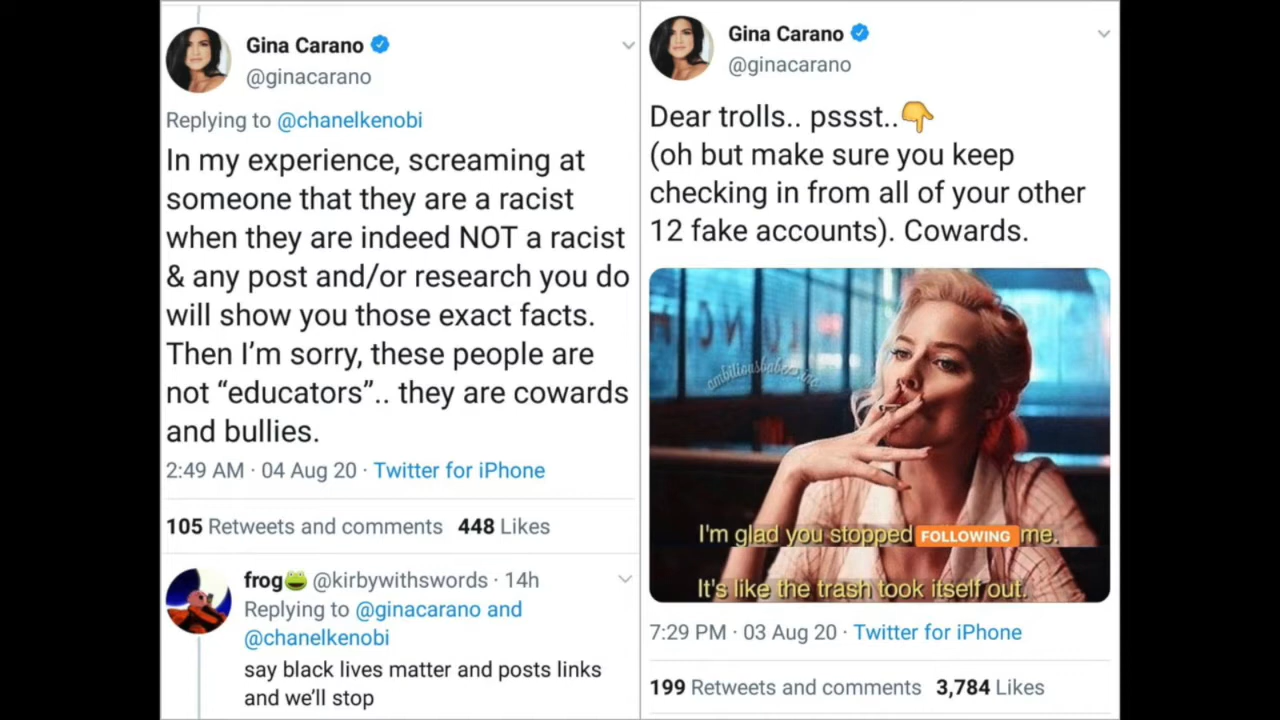 Gina Carano
@ginacarano
Replying to @chanelkenobi
In my experience, screaming at
someone that they are a racist
when they are indeed NOT a racist
& any post and/or research you do
will show you those exact facts.
Then I'm sorry, these people are
not “educators”.. they are cowards
and bullies.
2:49 AM · 04 Aug 20 · Twitter for iPhone
105 Retweets and comments 448 Likes
frog🐸 @kirbywithswords · 14h
Replying to @ginacarano and
@chanelkenobi
say black lives matter and posts links
and we'll stop
Gina Carano
@ginacarano
Dear trolls.. pssst..👇
(oh but make sure you keep
checking in from all of your other
12 fake accounts). Cowards.
I'm glad you stopped FOLLOWING me.
It's like the trash took itself out.
7:29 PM · 03 Aug 20 · Twitter for iPhone
199 Retweets and comments 3,784 Likes